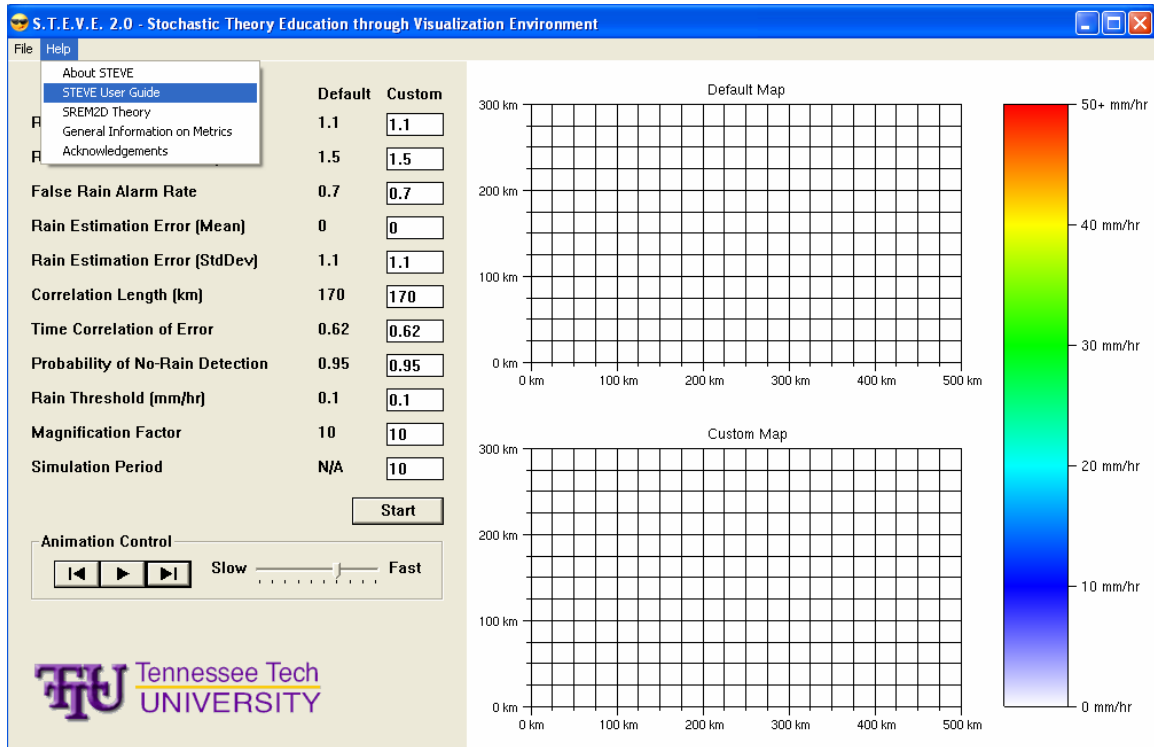 S.T.E.V.E. 2.0 - Stochastic Theory Education through Visualization Environment
File Help
About STEVE
STEVE User Guide
SREM2D Theory
General Information on Metrics
Acknowledgements
Default Custom
R 1.1 1.1
R 1.5 1.5
False Rain Alarm Rate 0.7 0.7
Rain Estimation Error (Mean) 0 0
Rain Estimation Error (StdDev) 1.1 1.1
Correlation Length (km) 170 170
Time Correlation of Error 0.62 0.62
Probability of No-Rain Detection 0.95 0.95
Rain Threshold (mm/hr) 0.1 0.1
Magnification Factor 10 10
Simulation Period N/A 10
Start
Animation Control
Slow Fast
TTU Tennessee Tech
UNIVERSITY
Default Map
300 km
200 km
100 km
0 km
0 km 100 km 200 km 300 km 400 km 500 km
Custom Map
300 km
200 km
100 km
0 km
0 km 100 km 200 km 300 km 400 km 500 km
50+ mm/hr
40 mm/hr
30 mm/hr
20 mm/hr
10 mm/hr
0 mm/hr